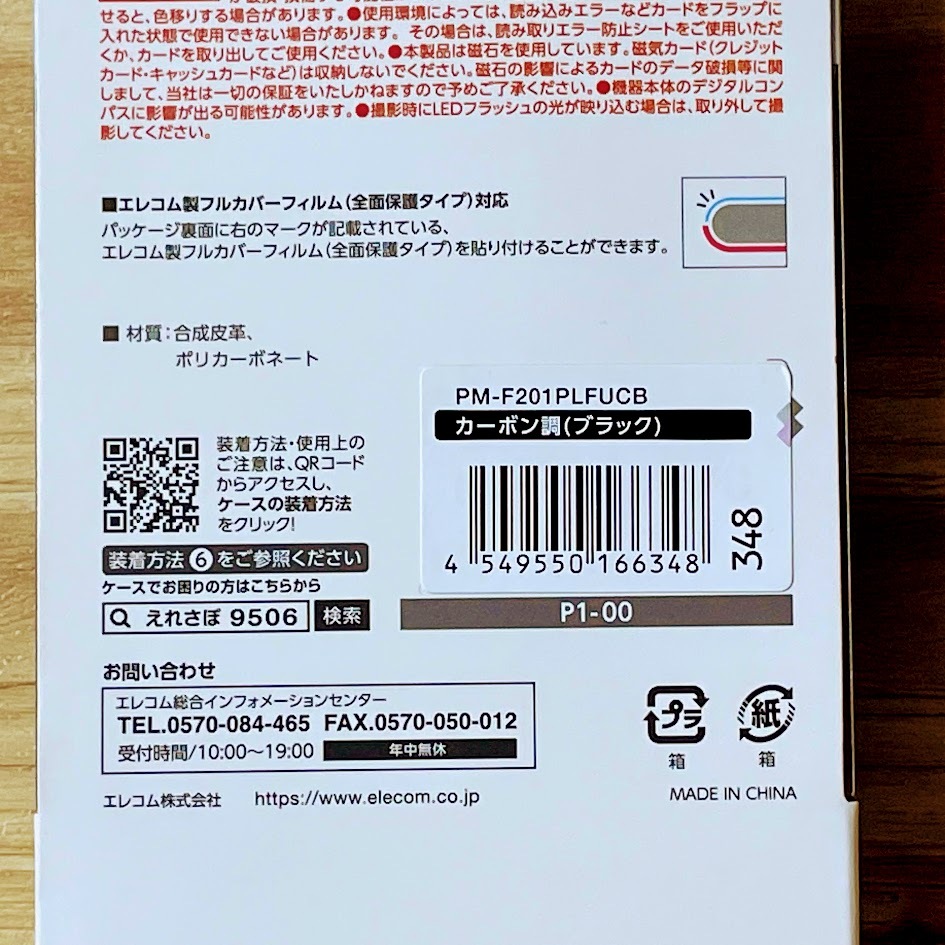 せると、色移りする場合があります。●使用環境によっては、読み込みエラーなどカードをフラップに
入れた状態で使用できない場合があります。その場合は、読み取りエラー防止シートをご使用いただ
くか、カードを取り出してご使用ください。●本製品は磁石を使用しています。磁気カード(クレジット
カード・キャッシュカードなど)は収納しないでください。磁石の影響によるカードのデータ破損等に関
しまして、当社は一切の保証をいたしかねますので予めご了承ください。●機器本体のデジタルコン
パスに影響が出る可能性があります。●撮影時にLEDフラッシュの光が映り込む場合は、取り外して撮
影してください。
■エレコム製フルカバーフィルム(全面保護タイプ)対応
パッケージ裏面に右のマークが記載されている、
エレコム製フルカバーフィルム(全面保護タイプ)を貼り付けることができます。
■ 材質:合成皮革、
ポリカーボネート
PM-F201PLFUCB
カーボン調(ブラック)
4 549550 166348
348
P1-00
装着方法・使用上の
ご注意は、QRコード
からアクセスし、
ケースの装着方法
をクリック!
装着方法 6 をご参照ください
ケースでお困りの方はこちらから
えれさぽ 9506 検索
お問い合わせ
エレコム総合インフォメーションセンター
TEL.0570-084-465 FAX.0570-050-012
受付時間/10:00〜19:00 年中無休
エレコム株式会社 https://www.elecom.co.jp
プラ
箱
紙
箱
MADE IN CHINA